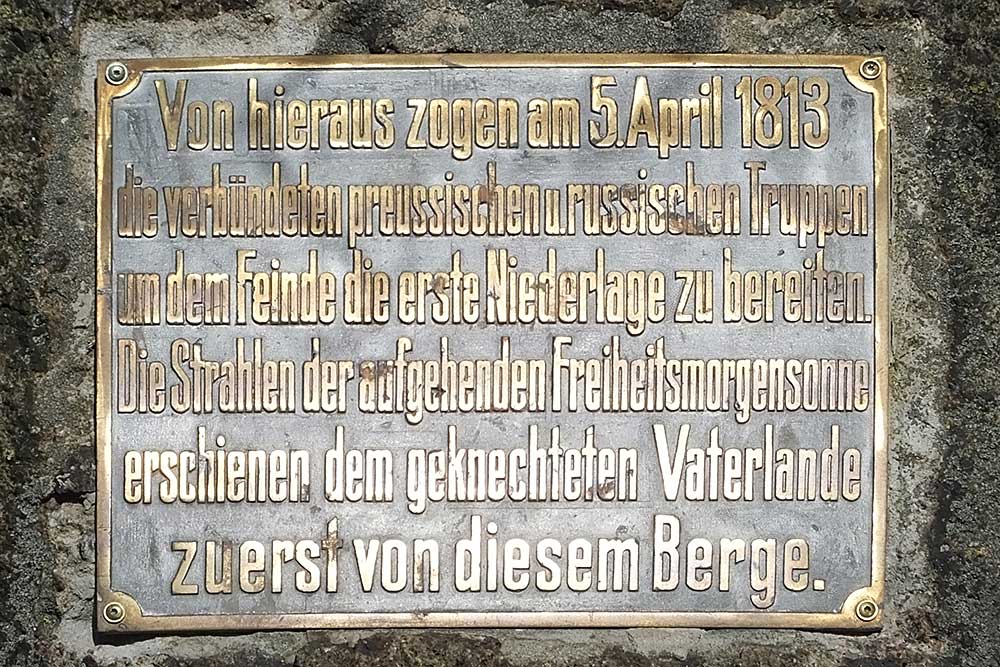 Von hieraus zogen am 5. April 1813
die verbündeten preussischen u. russischen Truppen
um dem Feinde die erste Niederlage zu bereiten.
Die Strahlen der aufgehenden Freiheitsmorgensonne
erschienen dem geknechteten Vaterlande
zuerst von diesem Berge.